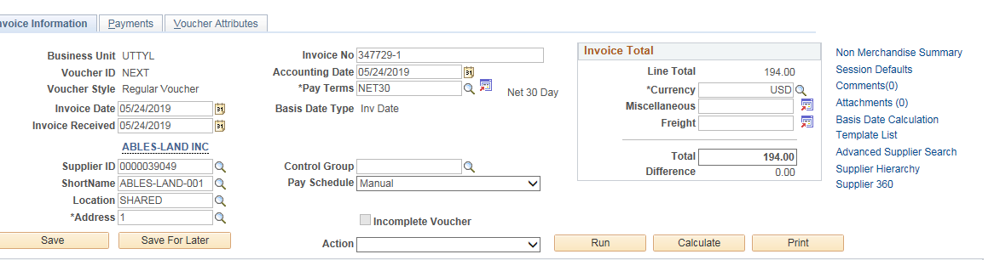 nvoice Information
Payments
Voucher Attributes
Business Unit UTTYL
Voucher ID NEXT
Voucher Style Regular Voucher
Invoice Date 05/24/2019 31
Invoice Received 05/24/2019 31
ABLES-LAND INC
Supplier ID 0000039049
ShortName ABLES-LAND-001
Location SHARED
*Address 1
Save
Save For Later
Invoice No 347729-1
Accounting Date 05/24/2019 31
*Pay Terms NET30 Net 30 Day
Basis Date Type Inv Date
Control Group
Pay Schedule Manual
Incomplete Voucher
Action
Run
Calculate
Print
Invoice Total
Line Total 194.00
*Currency USD
Miscellaneous
Freight
Total 194.00
Difference 0.00
Non Merchandise Summary
Session Defaults
Comments(0)
Attachments (0)
Basis Date Calculation
Template List
Advanced Supplier Search
Supplier Hierarchy
Supplier 360